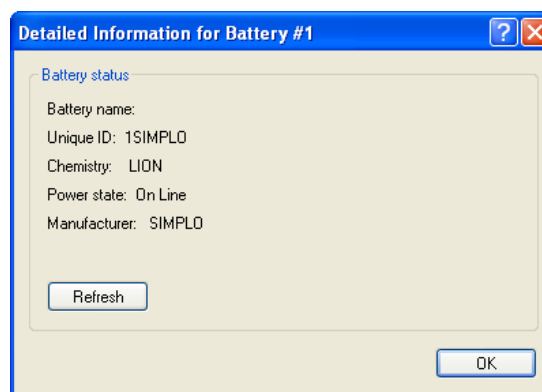 Detailed Information for Battery #1
Battery status
Battery name:
Unique ID: 1SIMPLO
Chemistry: LION
Power state: On Line
Manufacturer: SIMPLO
Refresh
OK